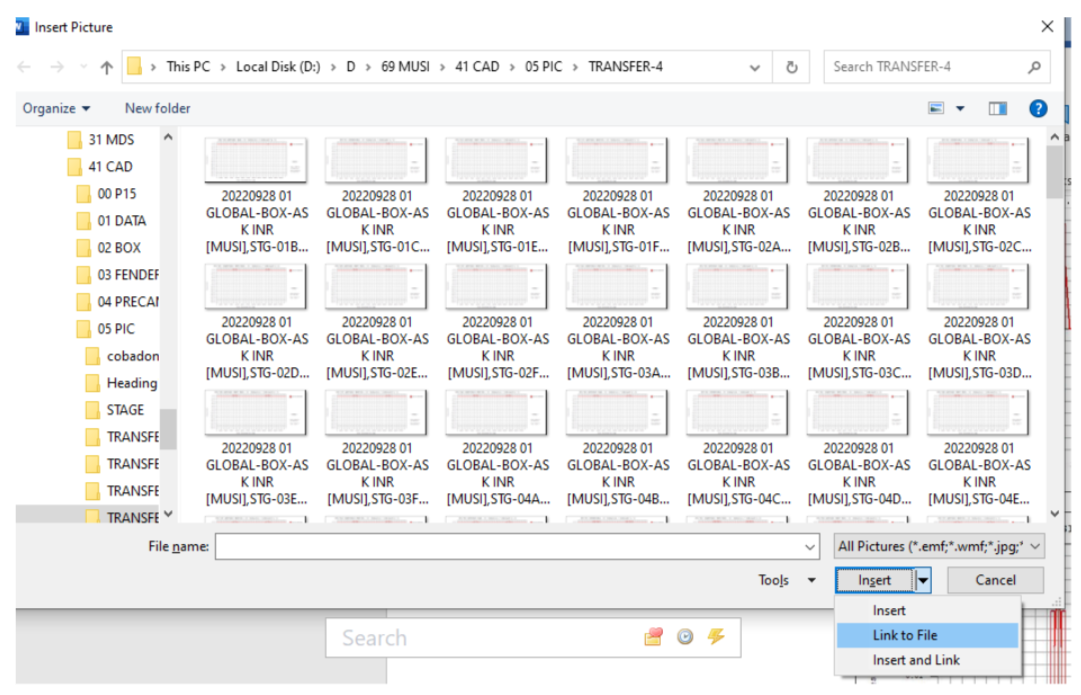 Insert Picture
This PC > Local Disk (D:) > D > 69 MUSI > 41 CAD > 05 PIC > TRANSFER-4
Search TRANSFER-4
Organize
New folder
31 MDS
41 CAD
00 P15
01 DATA
02 BOX
03 FENDER
04 PRECAN
05 PIC
cobadon
Heading
STAGE
TRANSFE
TRANSFE
TRANSFE
TRANSFE
20220928 01 GLOBAL-BOX-ASK INR [MUSI],STG-01B...
20220928 01 GLOBAL-BOX-ASK INR [MUSI],STG-01C...
20220928 01 GLOBAL-BOX-ASK INR [MUSI],STG-01E...
20220928 01 GLOBAL-BOX-ASK INR [MUSI],STG-01F...
20220928 01 GLOBAL-BOX-ASK INR [MUSI],STG-02A...
20220928 01 GLOBAL-BOX-ASK INR [MUSI],STG-02B...
20220928 01 GLOBAL-BOX-ASK INR [MUSI],STG-02C...
20220928 01 GLOBAL-BOX-ASK INR [MUSI],STG-02D...
20220928 01 GLOBAL-BOX-ASK INR [MUSI],STG-02E...
20220928 01 GLOBAL-BOX-ASK INR [MUSI],STG-02F...
20220928 01 GLOBAL-BOX-ASK INR [MUSI],STG-03A...
20220928 01 GLOBAL-BOX-ASK INR [MUSI],STG-03B...
20220928 01 GLOBAL-BOX-ASK INR [MUSI],STG-03C...
20220928 01 GLOBAL-BOX-ASK INR [MUSI],STG-03D...
20220928 01 GLOBAL-BOX-ASK INR [MUSI],STG-03E...
20220928 01 GLOBAL-BOX-ASK INR [MUSI],STG-03F...
20220928 01 GLOBAL-BOX-ASK INR [MUSI],STG-04A...
20220928 01 GLOBAL-BOX-ASK INR [MUSI],STG-04B...
20220928 01 GLOBAL-BOX-ASK INR [MUSI],STG-04C...
20220928 01 GLOBAL-BOX-ASK INR [MUSI],STG-04D...
20220928 01 GLOBAL-BOX-ASK INR [MUSI],STG-04E...
File name:
All Pictures (*.emf;*.wmf;*.jpg;*
Tools
Insert
Cancel
Insert
Link to File
Insert and Link
Search